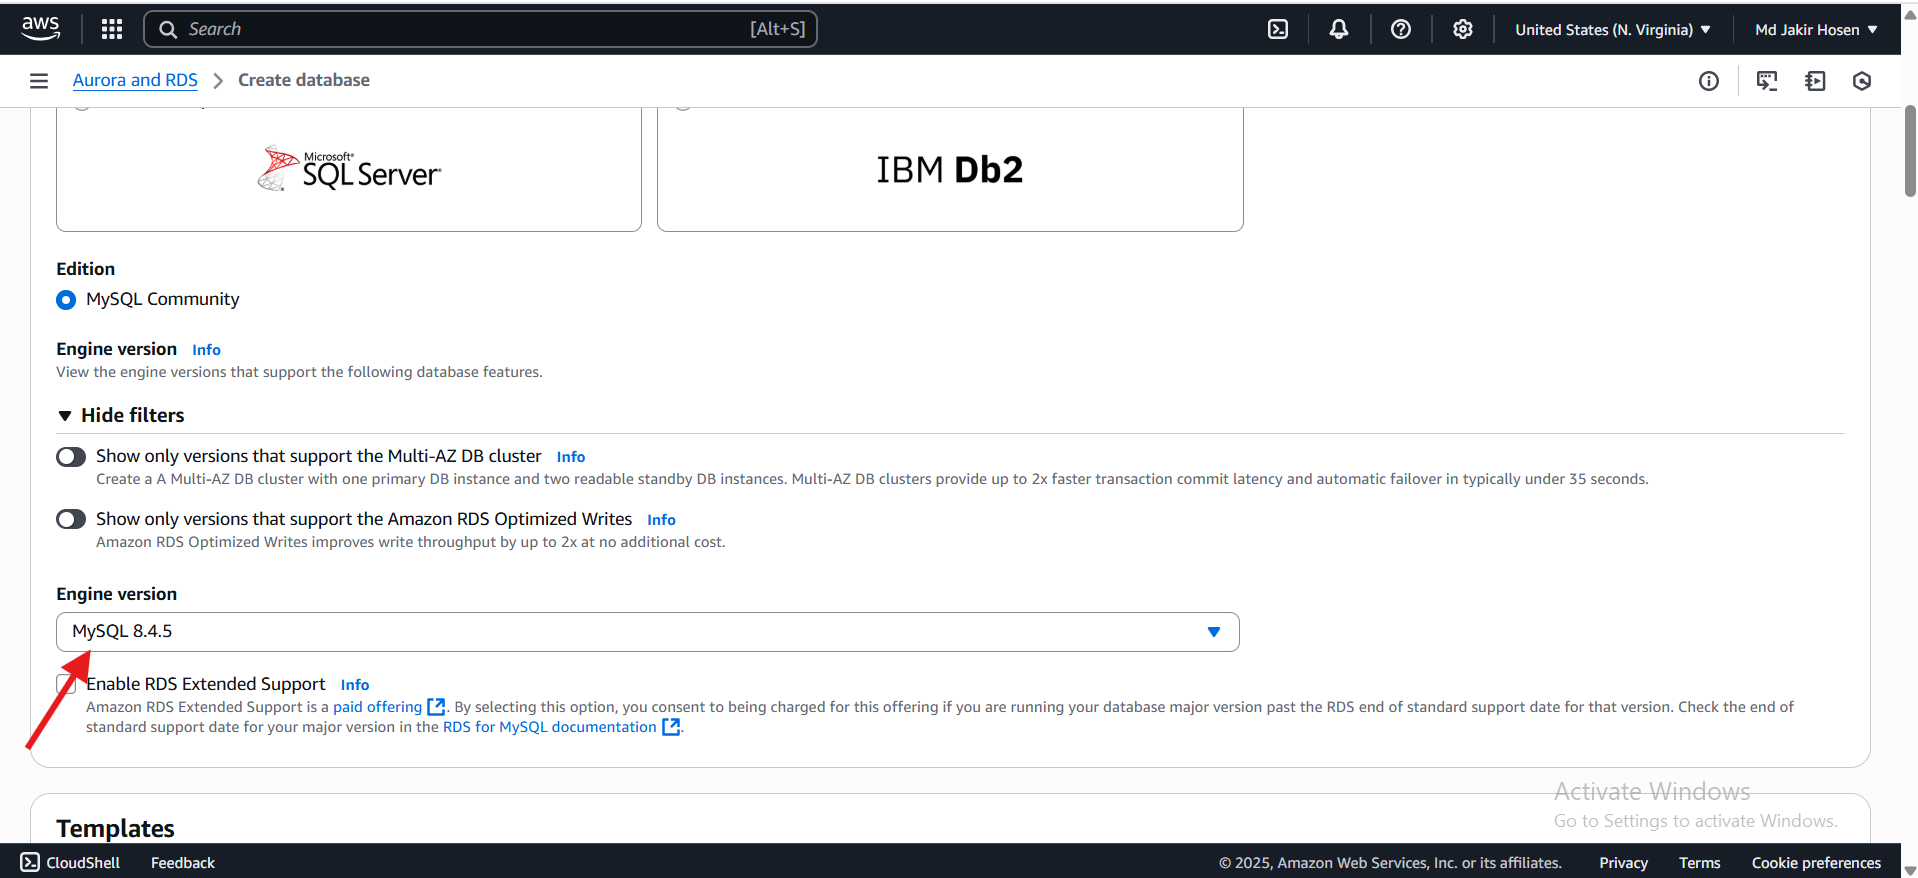 aws
Search [Alt+S]
United States (N. Virginia)
Md Jakir Hosen
Aurora and RDS > Create database
Microsoft®
SQL Server®
IBM Db2
Edition
MySQL Community
Engine version Info
View the engine versions that support the following database features.
Hide filters
Show only versions that support the Multi-AZ DB cluster Info
Create a A Multi-AZ DB cluster with one primary DB instance and two readable standby DB instances. Multi-AZ DB clusters provide up to 2x faster transaction commit latency and automatic failover in typically under 35 seconds.
Show only versions that support the Amazon RDS Optimized Writes Info
Amazon RDS Optimized Writes improves write throughput by up to 2x at no additional cost.
Engine version
MySQL 8.4.5
Enable RDS Extended Support Info
Amazon RDS Extended Support is a paid offering. By selecting this option, you consent to being charged for this offering if you are running your database major version past the RDS end of standard support date for that version. Check the end of
standard support date for your major version in the RDS for MySQL documentation.
Activate Windows
Go to Settings to activate Windows.
Templates
CloudShell Feedback © 2025, Amazon Web Services, Inc. or its affiliates. Privacy Terms Cookie preferences